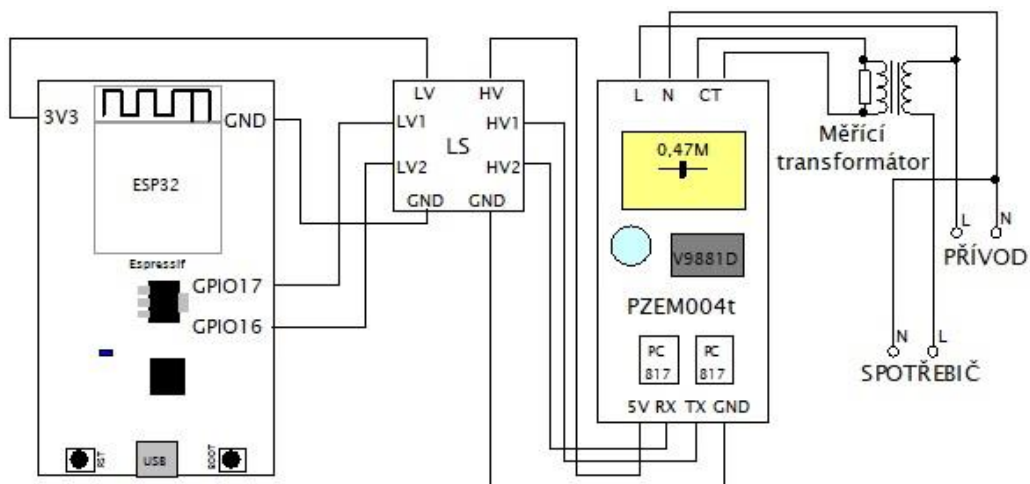 3V3
GND
ESP32
Espressif
GPIO17
GPIO16
RST
USB
BOOT
LV
HV
LV1
HV1
LS
LV2
HV2
GND
GND
L
N
CT
0,47M
V9881D
PZEM004t
PC
817
PC
817
5V
RX
TX
GND
Měřící
transformátor
L
N
PŘÍVOD
N
L
SPOTŘEBIČ